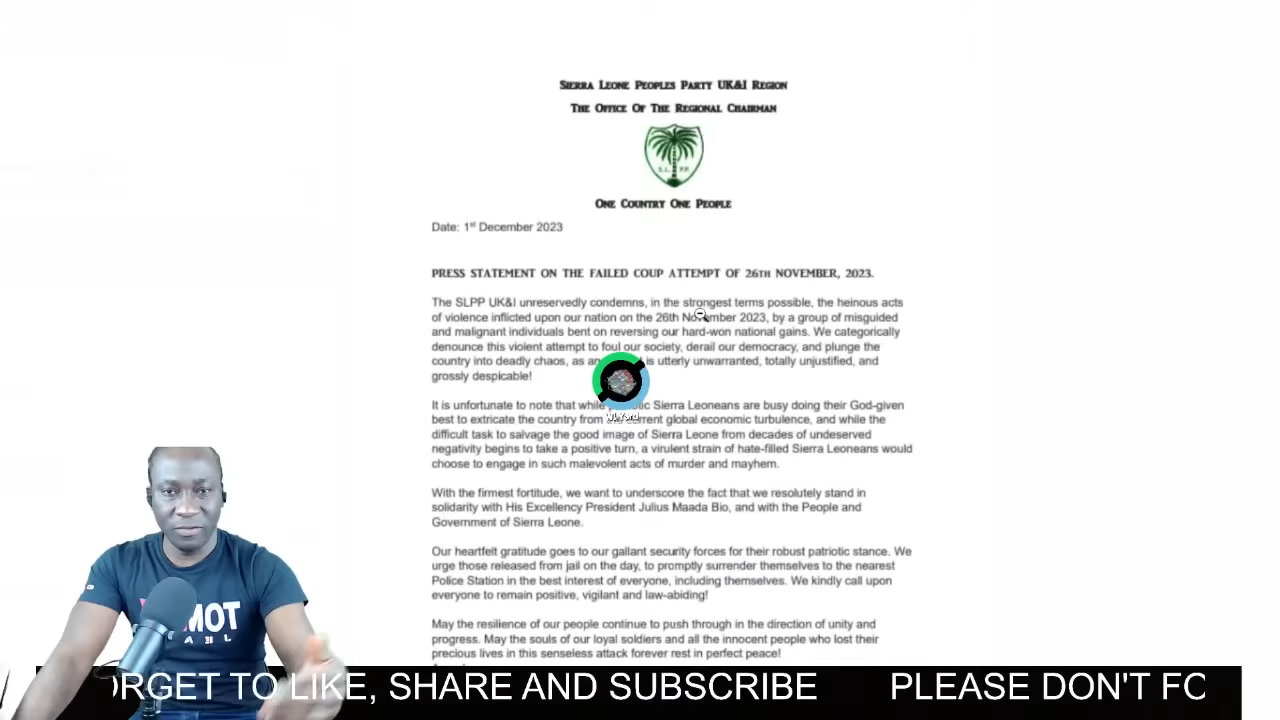 SIERRA LEONE PEOPLES PARTY UK&I REGION
THE OFFICE OF THE REGIONAL CHAIRMAN
S.L.P.P.
ONE COUNTRY ONE PEOPLE
Date: 1st December 2023
PRESS STATEMENT ON THE FAILED COUP ATTEMPT OF 26TH NOVEMBER, 2023.
The SLPP UK&I unreservedly condemns, in the strongest terms possible, the heinous acts
of violence inflicted upon our nation on the 26th November 2023, by a group of misguided
and malignant individuals bent on reversing our hard-won national gains. We categorically
denounce this violent attempt to foul our society, derail our democracy, and plunge the
country into deadly chaos, as is utterly unwarranted, totally unjustified, and
grossly despicable!
It is unfortunate to note that while patriotic Sierra Leoneans are busy doing their God-given
best to extricate the country from current global economic turbulence, and while the
difficult task to salvage the good image of Sierra Leone from decades of undeserved
negativity begins to take a positive turn, a virulent strain of hate-filled Sierra Leoneans would
choose to engage in such malevolent acts of murder and mayhem.
With the firmest fortitude, we want to underscore the fact that we resolutely stand in
solidarity with His Excellency President Julius Maada Bio, and with the People and
Government of Sierra Leone.
Our heartfelt gratitude goes to our gallant security forces for their robust patriotic stance. We
urge those released from jail on the day, to promptly surrender themselves to the nearest
Police Station in the best interest of everyone, including themselves. We kindly call upon
everyone to remain positive, vigilant and law-abiding!
May the resilience of our people continue to push through in the direction of unity and
progress. May the souls of our loyal soldiers and all the innocent people who lost their
precious lives in this senseless attack forever rest in perfect peace!
MOT
ORGET TO LIKE, SHARE AND SUBSCRIBE PLEASE DON'T FO